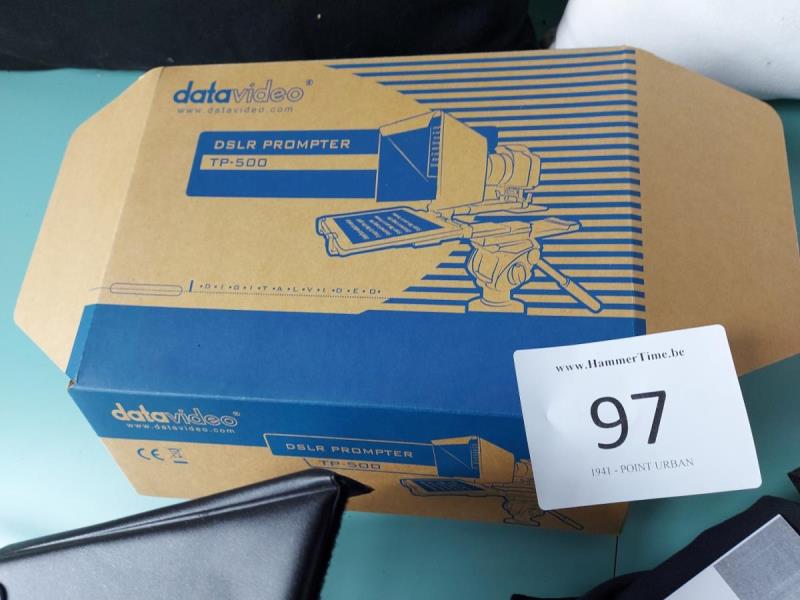 datavideo®
www.datavideo.com
DSLR PROMPTER
TP-500
•D•I•G•I•T•A•L•V•I•D•E•O•
www.HammerTime.be
97
1941 - POINT URBAN
datavideo®
www.datavideo.com
CE
DSLR PROMPTER
TP-500